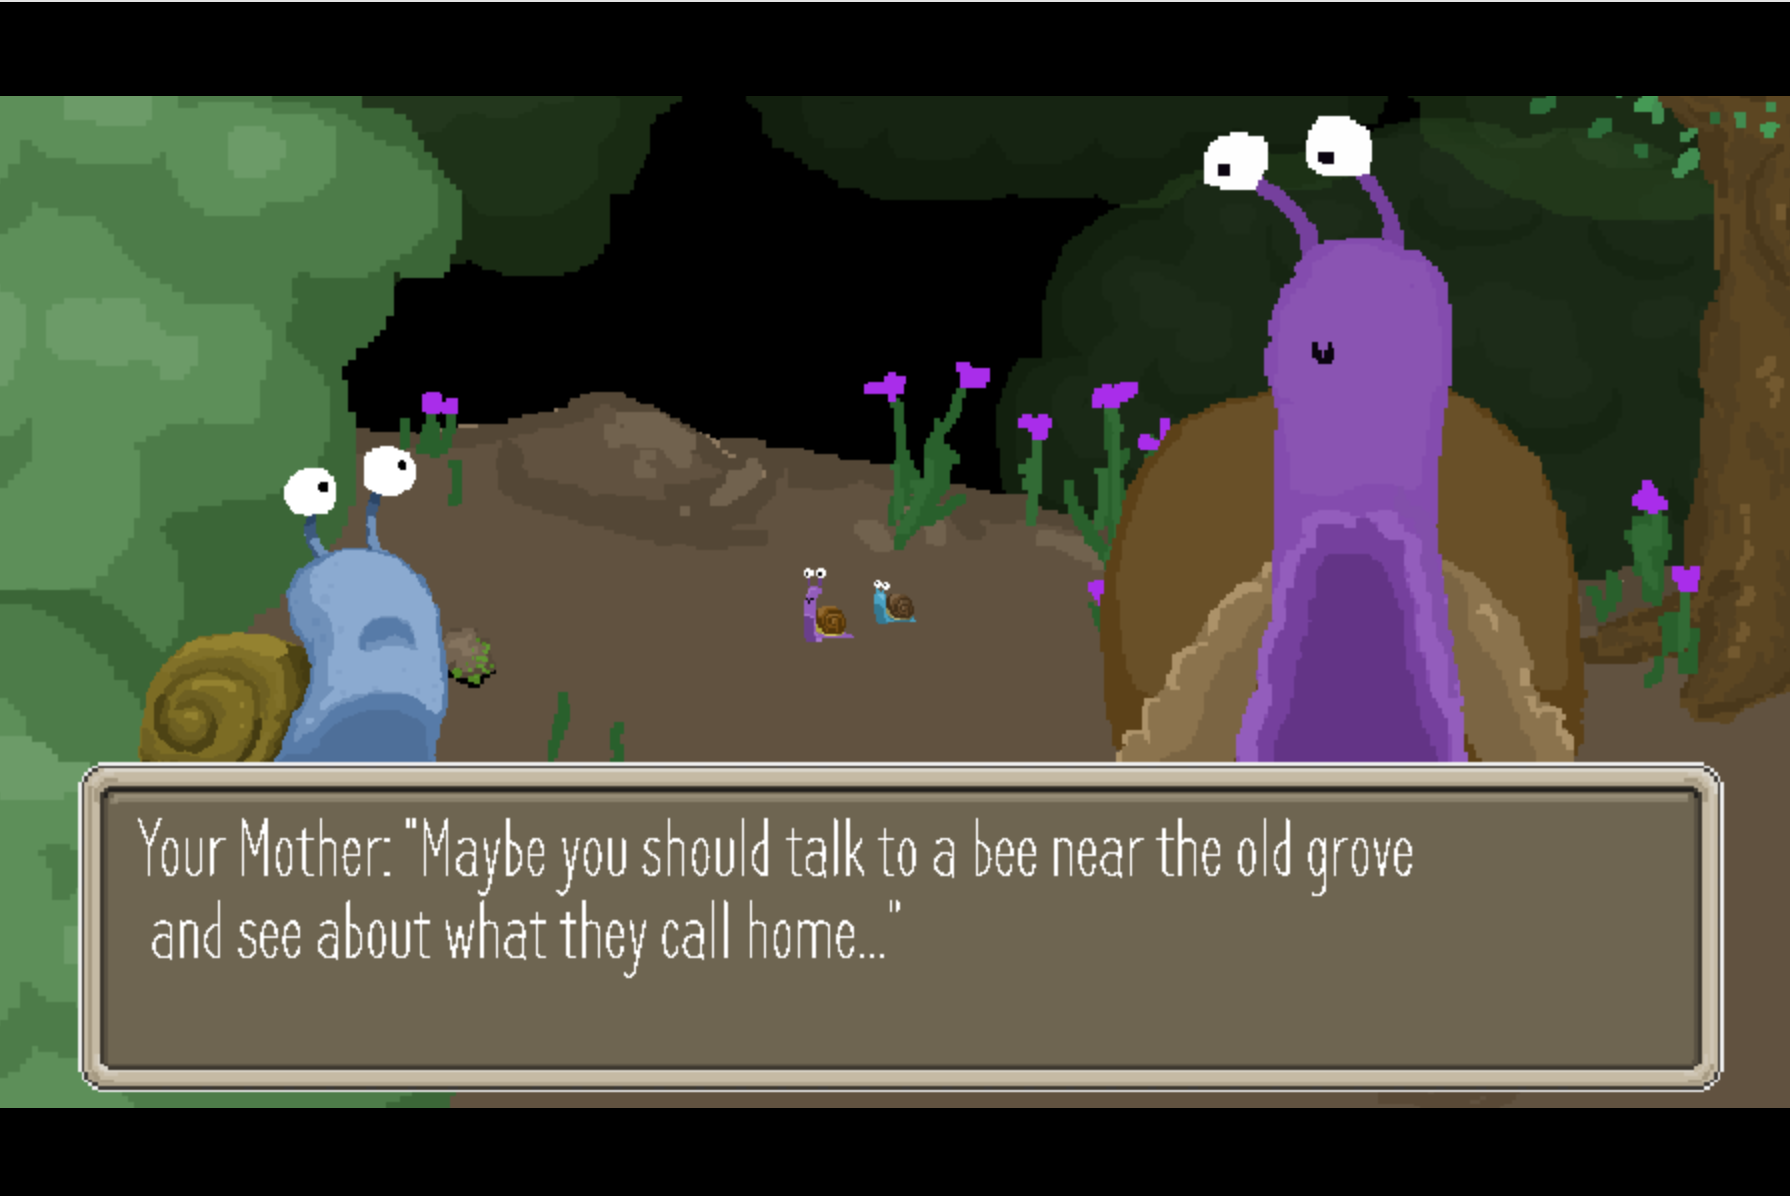 Your Mother: "Maybe you should talk to a bee near the old grove
and see about what they call home..."